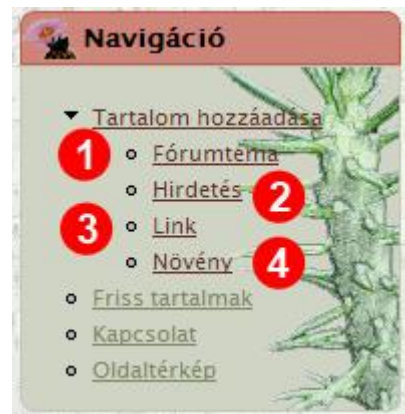 Navigáció
Tartalom hozzáadása
1 Fórumtéma
Hirdetés 2
3 Link
Növény 4
Friss tartalmak
Kapcsolat
Oldaltérkép